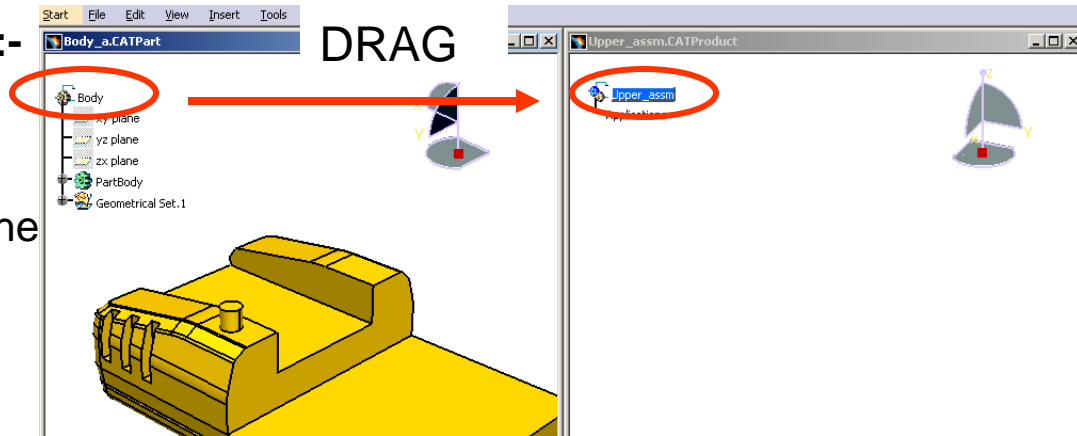 Start File Edit View Insert Tools
:-
Body_a.CATPart
DRAG
Upper_assm.CATProduct
Body
xy plane
yz plane
zx plane
PartBody
Geometrical Set.1
y
Upper_assm
Applications
z
y
x
ne